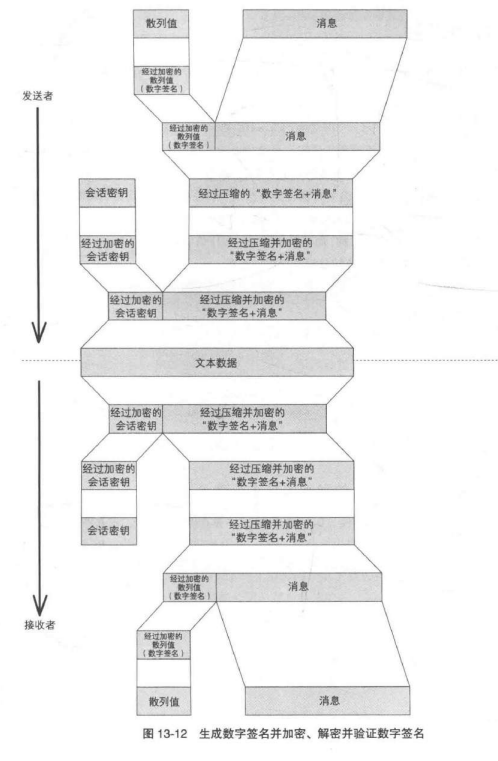 散列值
消息
经过加密的
散列值
(数字签名)
发送者
经过加密的
散列值
(数字签名)
消息
会话密钥
经过压缩的“数字签名+消息”
经过加密的
会话密钥
经过压缩并加密的
“数字签名+消息”
经过加密的
会话密钥
经过压缩并加密的
“数字签名+消息”
文本数据
经过加密的
会话密钥
经过压缩并加密的
“数字签名+消息”
经过加密的
会话密钥
经过压缩并加密的
“数字签名+消息”
会话密钥
经过压缩并加密的
“数字签名+消息”
经过加密的
散列值
(数字签名)
消息
接收者
经过加密的
散列值
(数字签名)
散列值
消息
图 13-12 生成数字签名并加密、解密并验证数字签名